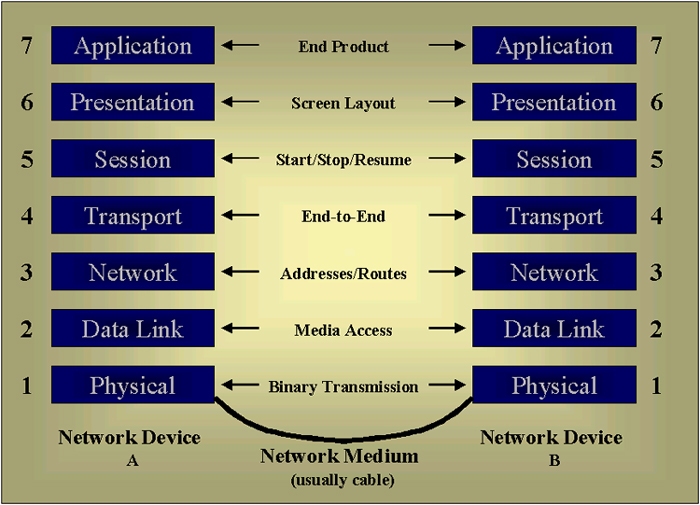 7 Application End Product Application 7
6 Presentation Screen Layout Presentation 6
5 Session Start/Stop/Resume Session 5
4 Transport End-to-End Transport 4
3 Network Addresses/Routes Network 3
2 Data Link Media Access Data Link 2
1 Physical Binary Transmission Physical 1
Network Device Network Device
A B
Network Medium
(usually cable)